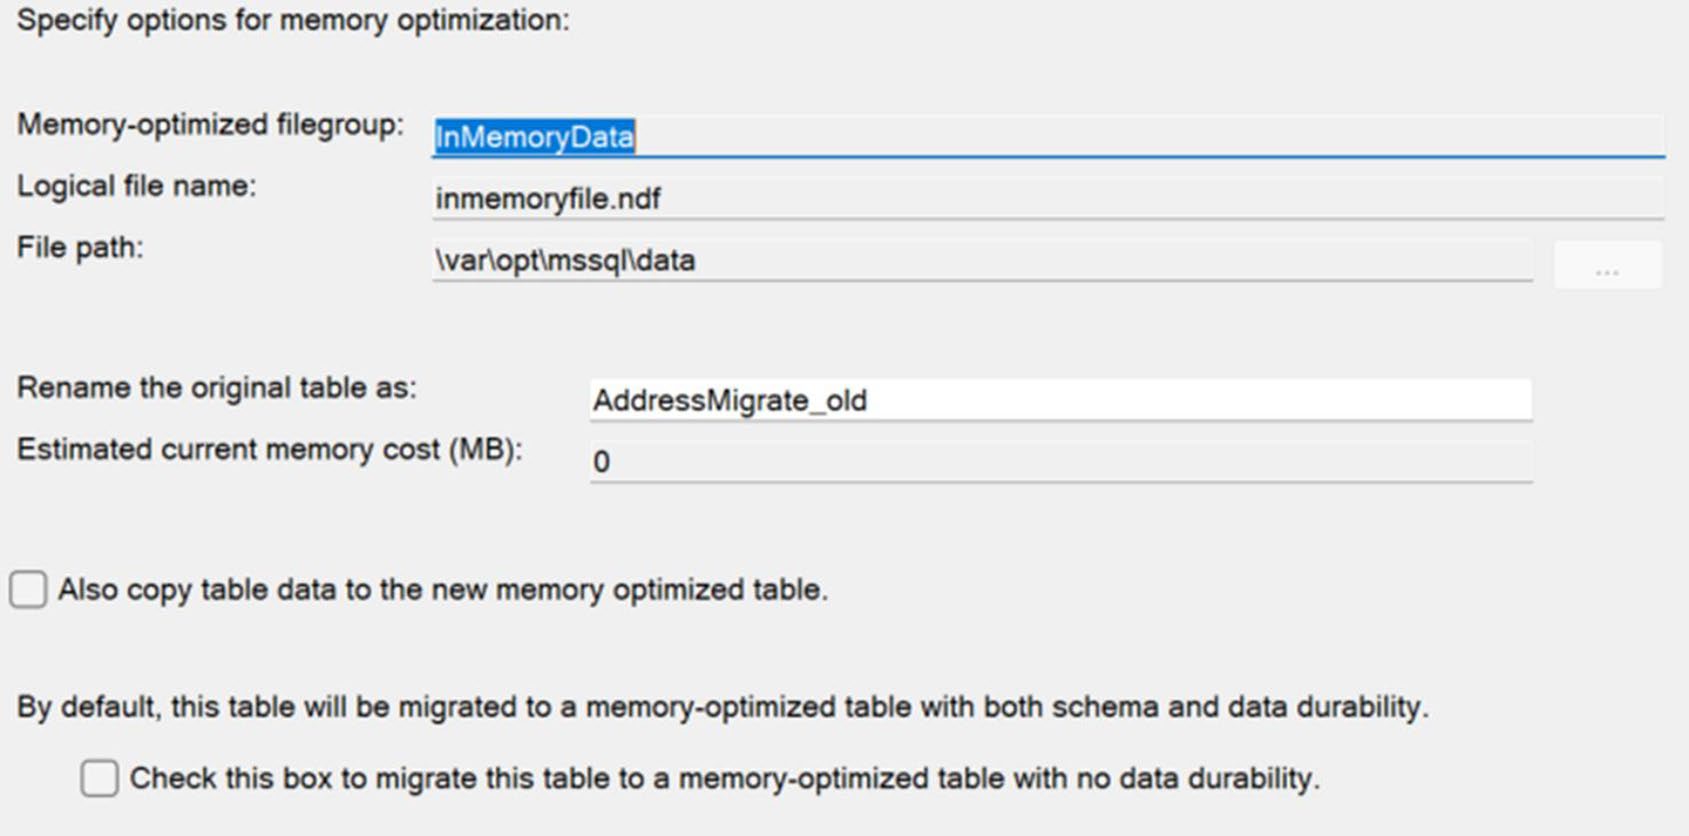 Specify options for memory optimization:
Memory-optimized filegroup: InMemoryData
Logical file name: inmemoryfile.ndf
File path: \var\opt\mssql\data ...
Rename the original table as: AddressMigrate_old
Estimated current memory cost (MB): 0
Also copy table data to the new memory optimized table.
By default, this table will be migrated to a memory-optimized table with both schema and data durability.
Check this box to migrate this table to a memory-optimized table with no data durability.